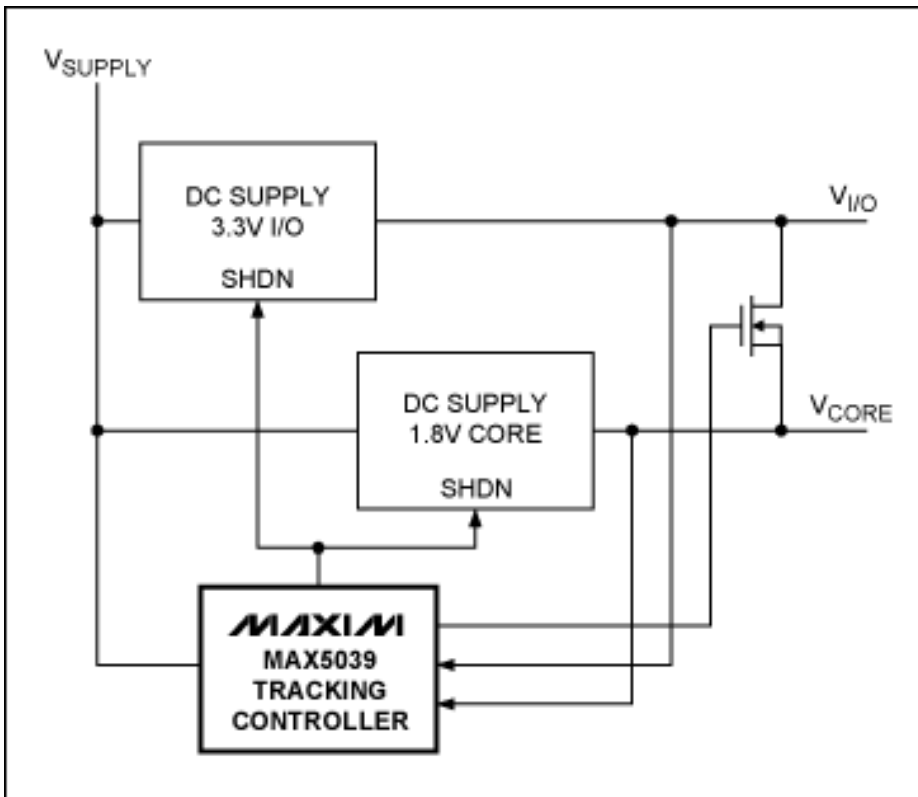 VSUPPLY
DC SUPPLY
3.3V I/O
SHDN
VI/O
DC SUPPLY
1.8V CORE
SHDN
VCORE
MAXIM
MAX5039
TRACKING
CONTROLLER